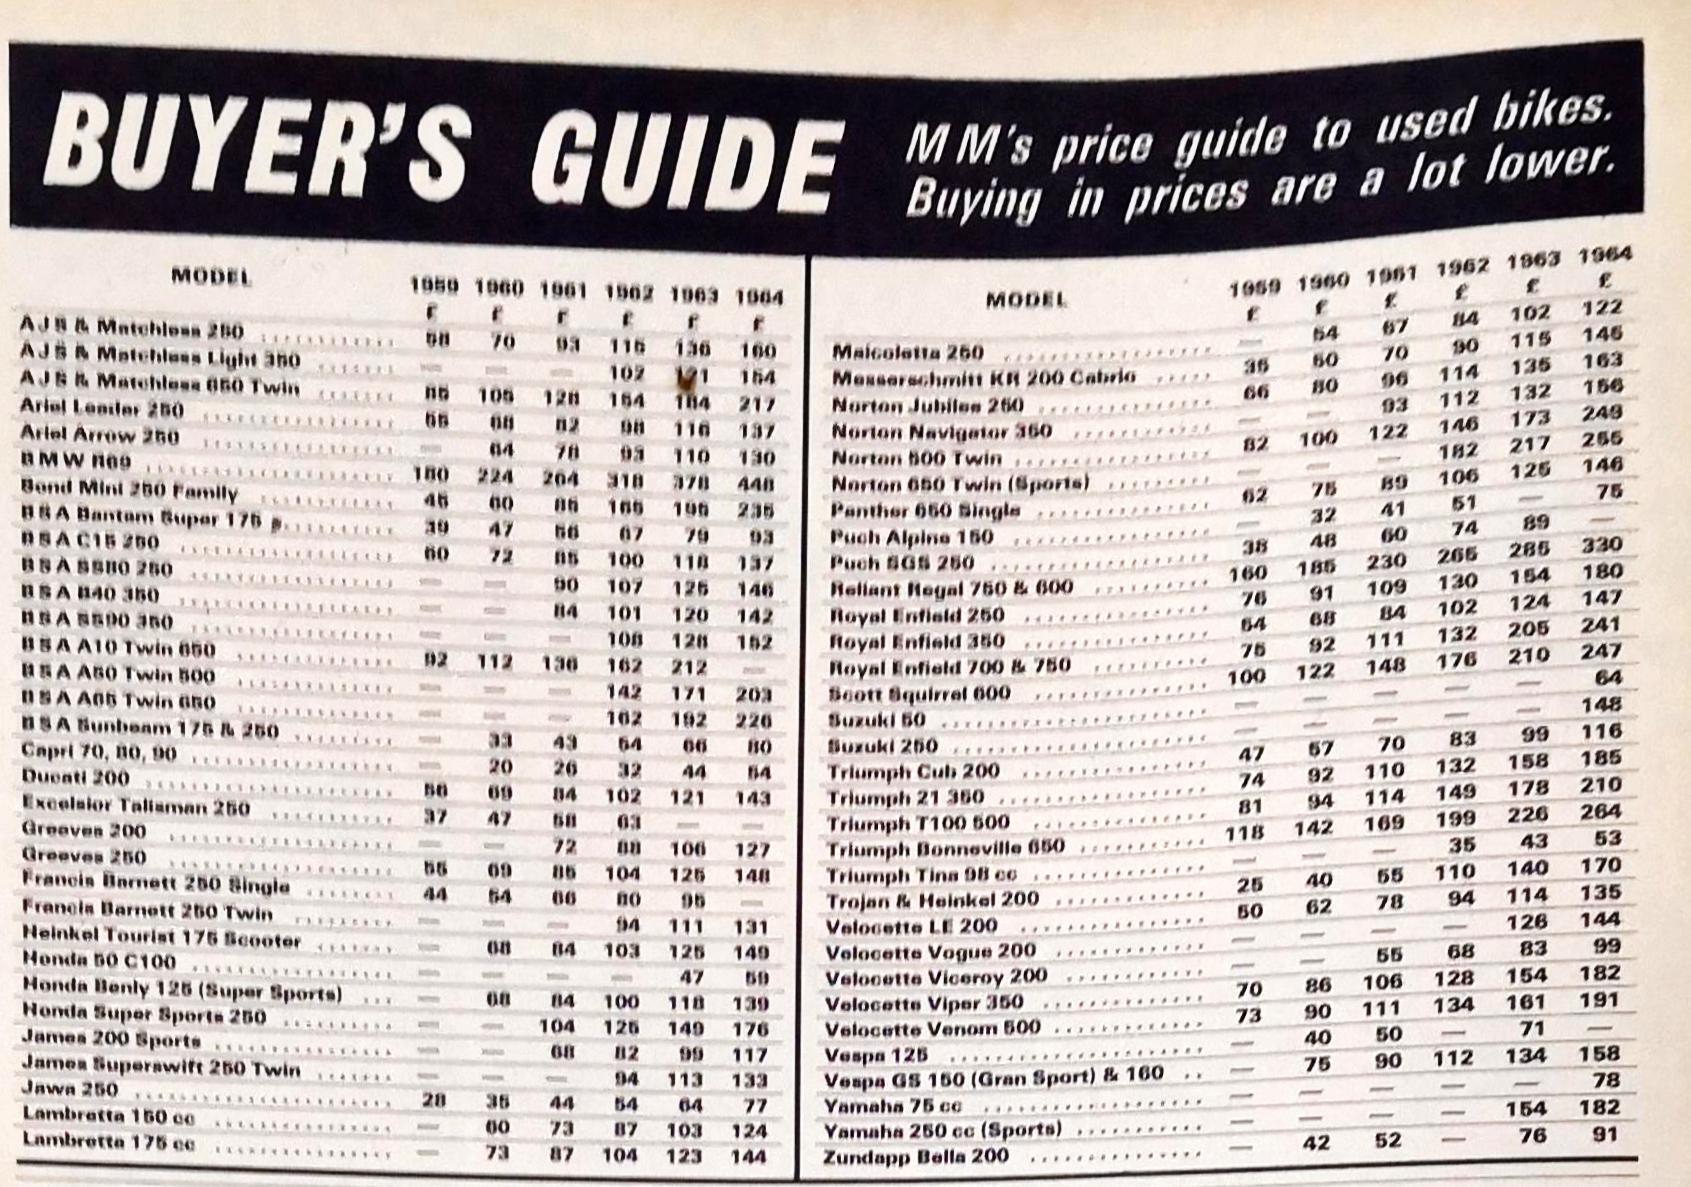 BUYER'S GUIDE
MM's price guide to used bikes.
Buying in prices are a lot lower.
MODEL 1959 1960 1961 1962 1963 1964
£ £ £ £ £ £
AJS & Matchless 250 .......... 58 70 93 115 136 160
AJS & Matchless Light 350 .......... — — — 102 121 154
AJS & Matchless 650 Twin .......... 85 105 128 154 184 217
Ariel Leader 250 .......... 55 68 82 98 116 137
Ariel Arrow 250 .......... — 64 78 93 110 130
BMW R69 .......... 180 224 264 318 378 448
Bond Mini 250 Family .......... 45 60 85 165 195 235
BSA Bantam Super 175 .......... 39 47 56 67 79 93
BSA C15 250 .......... 60 72 85 100 118 137
BSA SS80 250 .......... — — 90 107 125 146
BSA B40 350 .......... — — 84 101 120 142
BSA SS90 350 .......... — — — 108 128 152
BSA A10 Twin 650 .......... 92 112 136 162 212 —
BSA A50 Twin 500 .......... — — — 142 171 203
BSA A65 Twin 650 .......... — — — 162 192 226
BSA Sunbeam 175 & 250 .......... — 33 43 54 66 80
Capri 70, 80, 90 .......... — 20 26 32 44 54
Ducati 200 .......... 56 69 84 102 121 143
Excelsior Talisman 250 .......... 37 47 58 63 — —
Greeves 200 .......... — — 72 88 106 127
Greeves 250 .......... 55 69 85 104 125 148
Francis Barnett 250 Single .......... 44 54 66 80 95 —
Francis Barnett 250 Twin .......... — — — 94 111 131
Heinkel Tourist 175 Scooter .......... — 68 84 103 125 149
Honda 50 C100 .......... — — — — 47 59
Honda Benly 125 (Super Sports) ... — 68 84 100 118 139
Honda Super Sports 250 .......... — — 104 125 149 176
James 200 Sports .......... — — 68 82 99 117
James Superswift 250 Twin .......... — — — 94 113 133
Jawa 250 .......... 28 35 44 54 64 77
Lambretta 150 cc .......... — 60 73 87 103 124
Lambretta 175 cc .......... — 73 87 104 123 144
MODEL 1959 1960 1961 1962 1963 1964
£ £ £ £ £ £
Maicoletta 250 .......... — 54 67 84 102 122
Messerschmitt KR 200 Cabrio ..... 35 50 70 90 115 145
Norton Jubilee 250 .......... 66 80 96 114 135 163
Norton Navigator 350 .......... — — 93 112 132 156
Norton 500 Twin .......... 82 100 122 146 173 249
Norton 650 Twin (Sports) .......... — — — 182 217 255
Panther 650 Single .......... 62 75 89 106 125 146
Puch Alpine 150 .......... — 32 41 51 — 75
Puch SGS 250 .......... 38 48 60 74 89 —
Reliant Regal 750 & 600 .......... 160 185 230 265 285 330
Royal Enfield 250 .......... 76 91 109 130 154 180
Royal Enfield 350 .......... 54 68 84 102 124 147
Royal Enfield 700 & 750 .......... 75 92 111 132 205 241
Scott Squirrel 600 .......... 100 122 148 176 210 247
Suzuki 50 .......... — — — — — 64
Suzuki 250 .......... — — — — — 148
Triumph Cub 200 .......... 47 57 70 83 99 116
Triumph 21 350 .......... 74 92 110 132 158 185
Triumph T100 500 .......... 81 94 114 149 178 210
Triumph Bonneville 650 .......... 118 142 169 199 226 264
Triumph Tina 98 cc .......... — — — 35 43 53
Trojan & Heinkel 200 .......... 25 40 55 110 140 170
Velocette LE 200 .......... 50 62 78 94 114 135
Velocette Vogue 200 .......... — — — — 126 144
Velocette Viceroy 200 .......... — — 55 68 83 99
Velocette Viper 350 .......... 70 86 106 128 154 182
Velocette Venom 500 .......... 73 90 111 134 161 191
Vespa 125 .......... — 40 50 — 71 —
Vespa GS 150 (Gran Sport) & 160 .. — 75 90 112 134 158
Yamaha 75 cc .......... — — — — — 78
Yamaha 250 cc (Sports) .......... — — — — 154 182
Zundapp Bella 200 .......... — 42 52 — 76 91